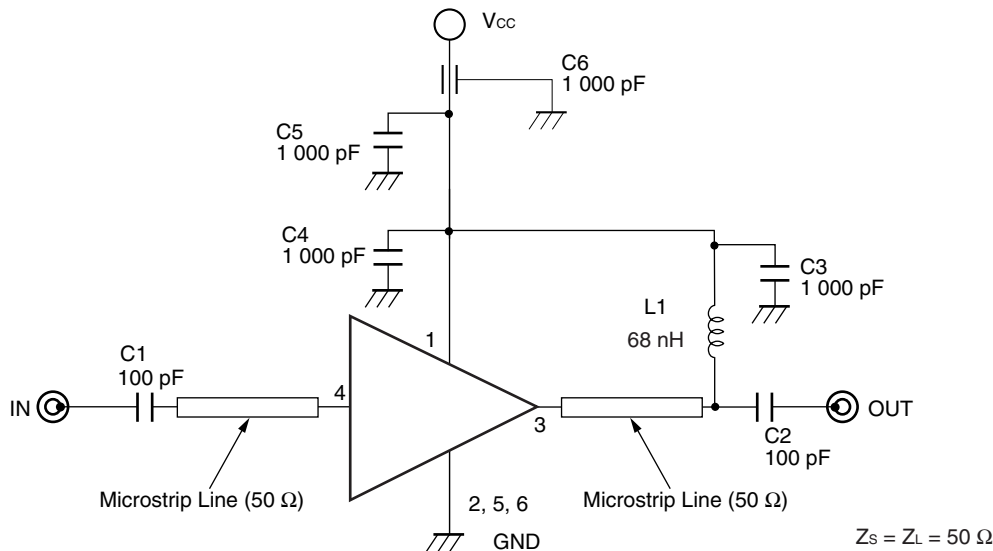 VCC
C6
1 000 pF
C5
1 000 pF
C4
1 000 pF
C3
1 000 pF
L1
68 nH
1
C1
100 pF
4
IN
3
OUT
C2
100 pF
Microstrip Line (50 Ω)
2, 5, 6
Microstrip Line (50 Ω)
GND
ZS = ZL = 50 Ω